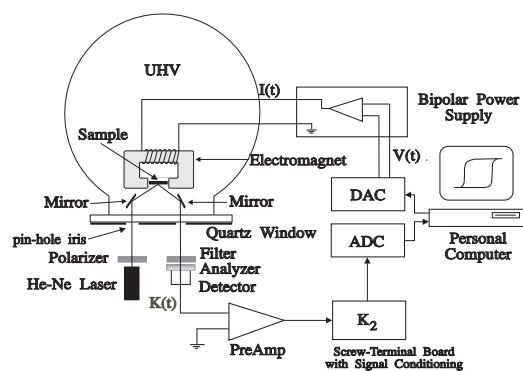 UHV
I(t)
Bipolar Power
Supply
Sample
Electromagnet
V(t)
DAC
Mirror
Mirror
pin-hole iris
Quartz Window
ADC
Personal
Computer
Polarizer
Filter
Analyzer
He-Ne Laser
Detector
K(t)
K2
PreAmp
Screw-Terminal Board
with Signal Conditioning